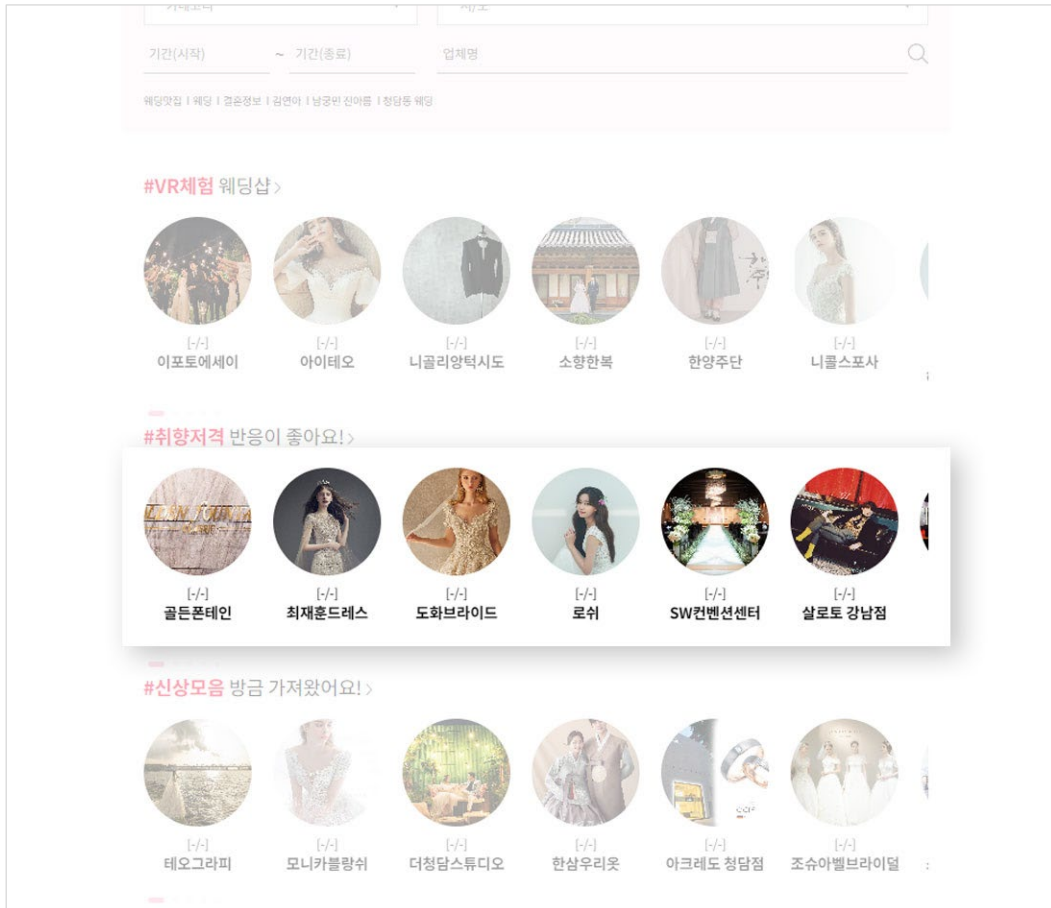 카테고리
시/도
기간(시작) ~ 기간(종료) 업체명
웨딩맛집 | 웨딩 | 결혼정보 | 김연아 | 남궁민 진아름 | 청담동 웨딩
#VR체험 웨딩샵 >
[-/-] [-/-] [-/-] [-/-] [-/-] [-/-]
이포토에세이 아이테오 니골리앙턱시도 소향한복 한양주단 니콜스포사
#취향저격 반응이 좋아요! >
[-/-] [-/-] [-/-] [-/-] [-/-] [-/-]
골든폰테인 최재훈드레스 도화브라이드 로쉬 SW컨벤션센터 살로토 강남점
#신상모음 방금 가져왔어요! >
[-/-] [-/-] [-/-] [-/-] [-/-] [-/-]
테오그라피 모니카블랑쉬 더청담스튜디오 한삼우리옷 아크레도 청담점 조슈아벨브라이덜